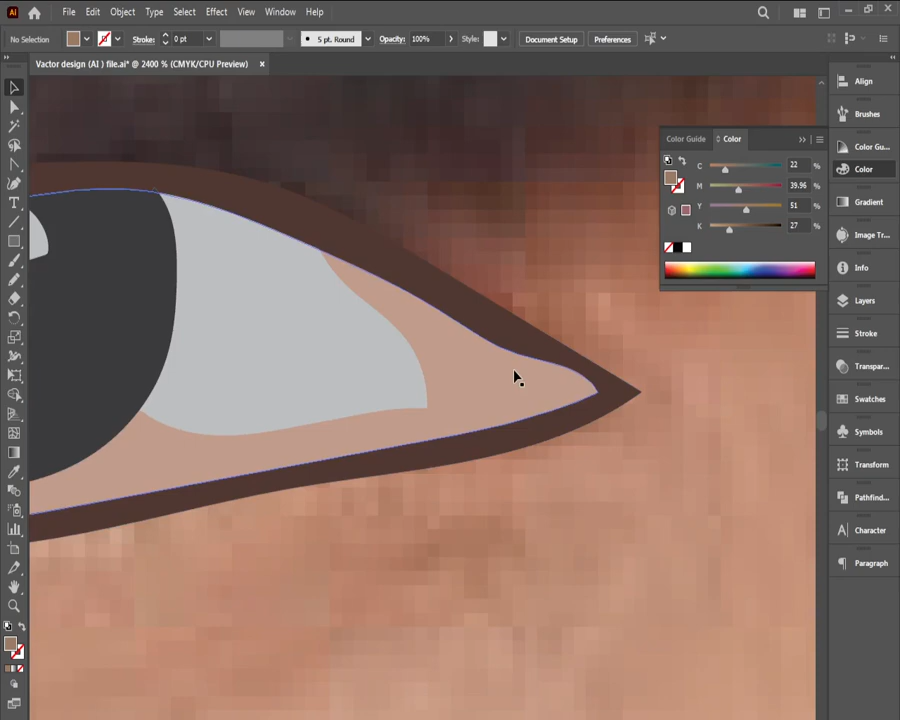 Ai File Edit Object Type Select Effect View Window Help
No Selection Stroke: 0 pt 5 pt. Round Opacity: 100% Style: Document Setup Preferences
Vactor design (AI ) fiile.ai* @ 2400 % (CMYK/CPU Preview) ×
Color Guide Color
C 22 %
M 39.96 %
Y 51 %
K 27 %
Align
Brushes
Color Gu...
Color
Gradient
Image Tr...
Info
Layers
Stroke
Transpar...
Swatches
Symbols
Transform
Pathfind...
Character
Paragraph